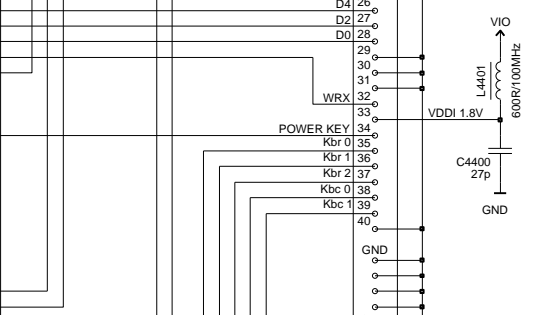 D4 26
D2 27
D0 28
29
30
31
WRX 32
33
POWER KEY 34
Kbr 0 35
Kbr 1 36
Kbr 2 37
Kbc 0 38
Kbc 1 39
40
GND
VIO
L4401
600R/100MHz
VDDI 1.8V
C4400
27p
GND